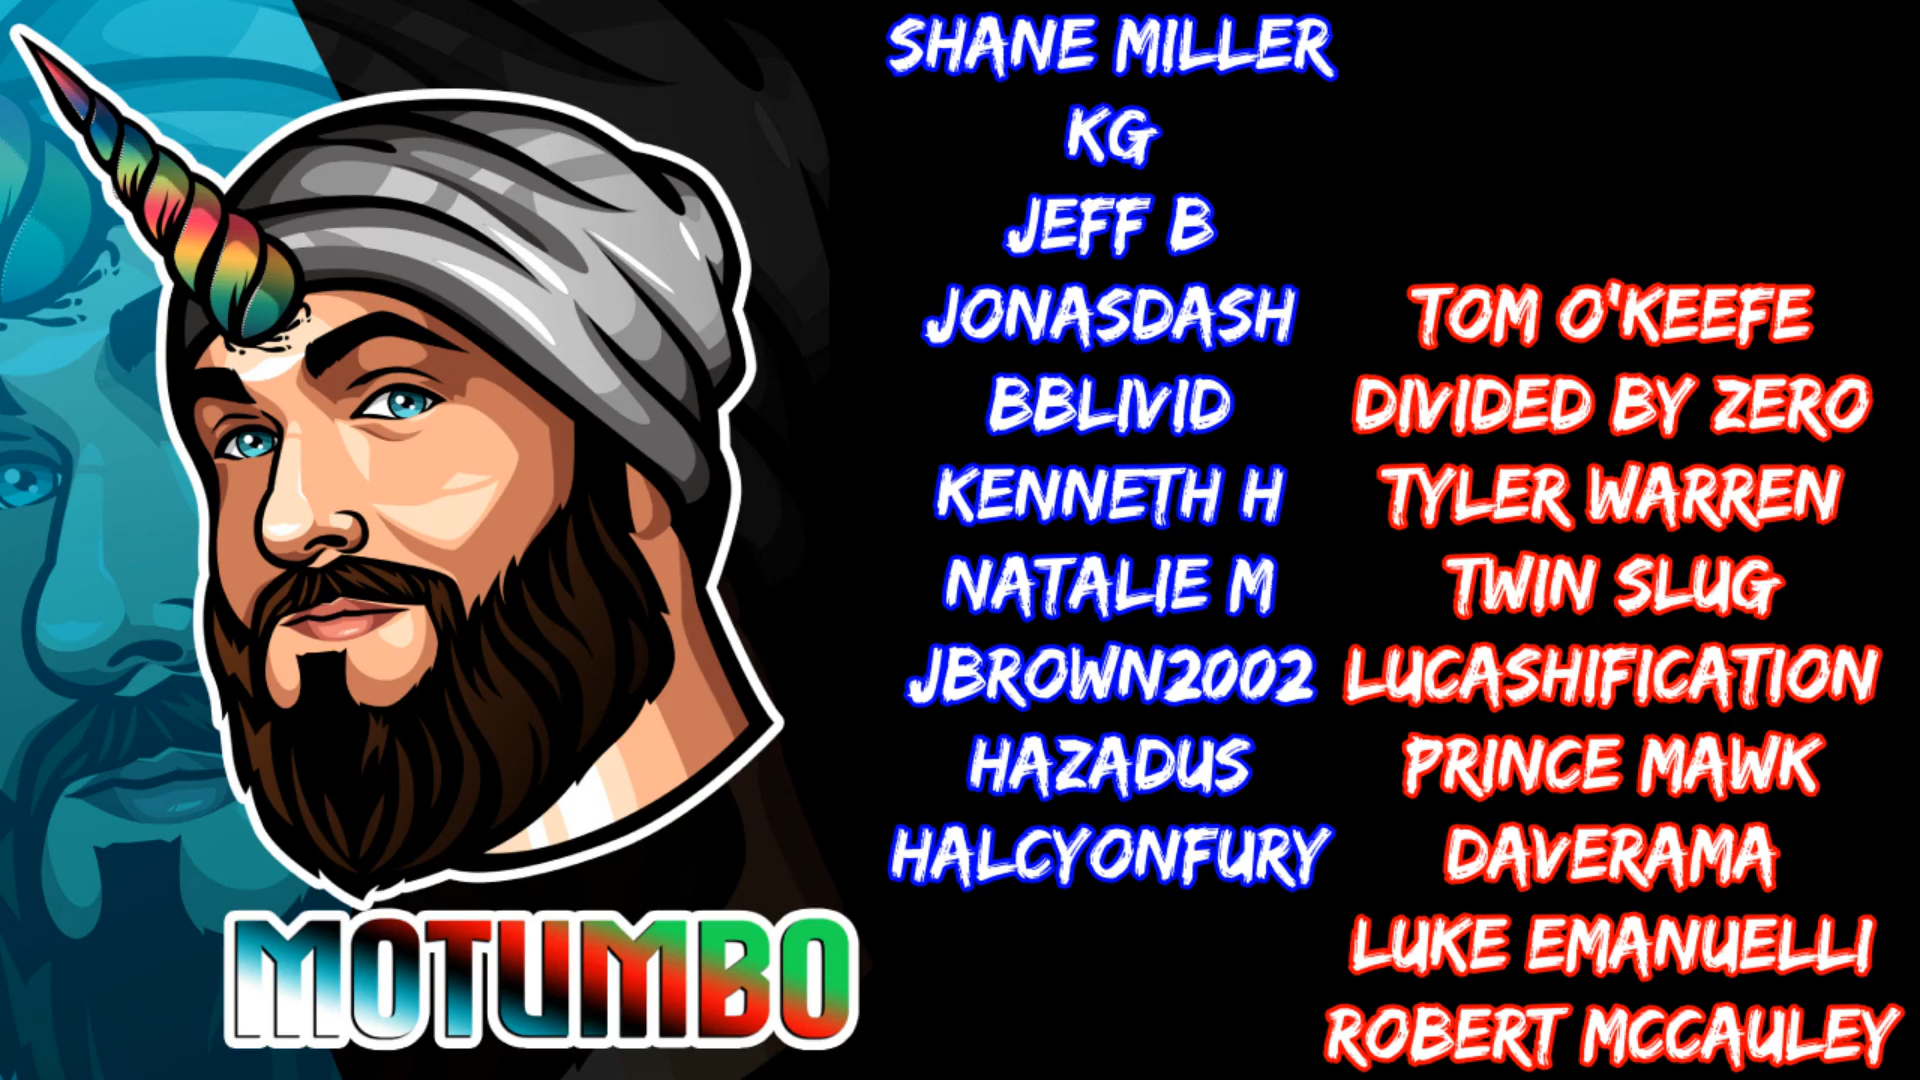 SHANE MILLER
KG
JEFF B
JONASDASH
BBLIVID
KENNETH H
NATALIE M
JBROWN2002
HAZADUS
HALCYONFURY
TOM O'KEEFE
DIVIDED BY ZERO
TYLER WARREN
TWIN SLUG
LUCASHIFICATION
PRINCE MAWK
DAVERAMA
LUKE EMANUELLI
ROBERT MCCAULEY
MOTUMBO